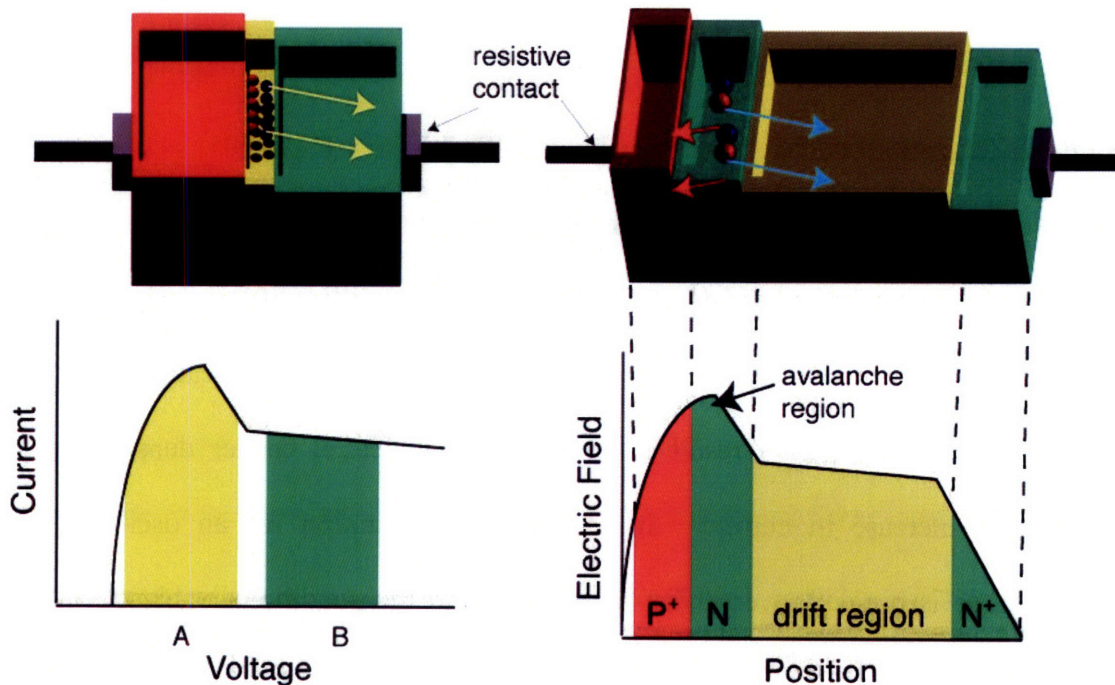 resistive
contact
Current
A
B
Voltage
avalanche
region
Electric Field
P+
N
drift region
N+
Position